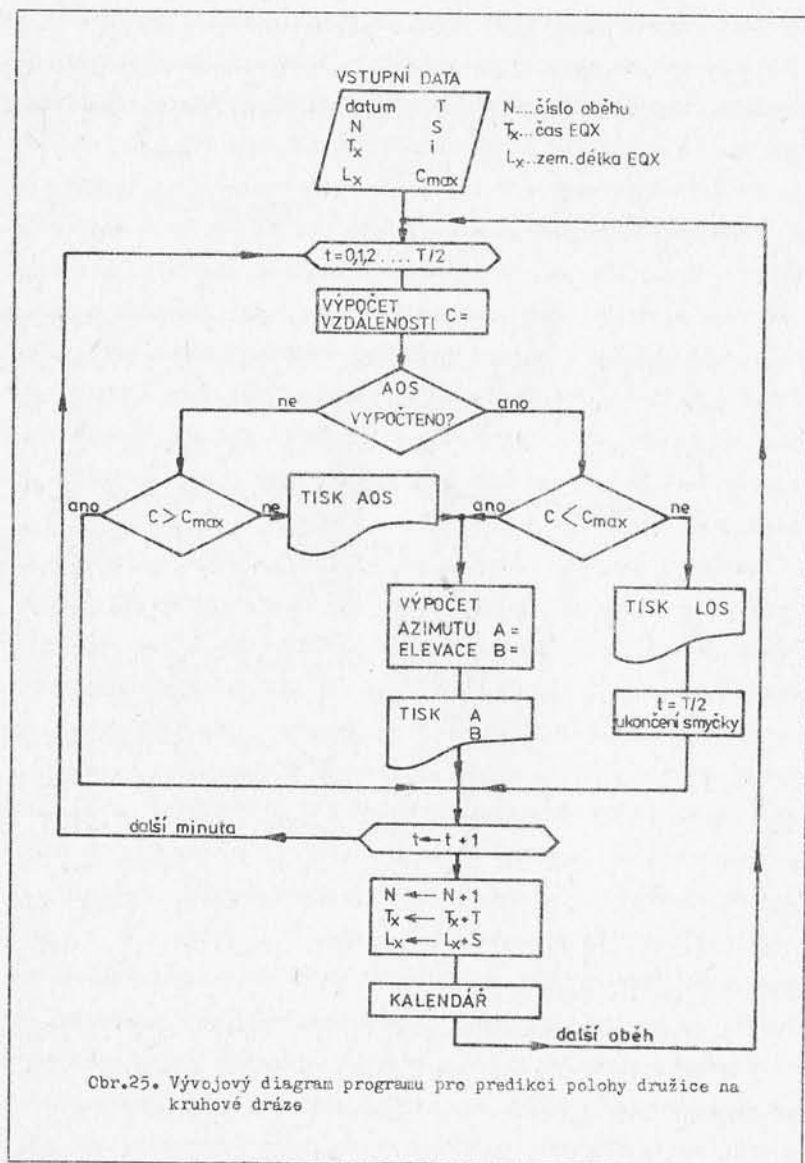 VSTUPNÍ DATA
datum T
N S
Tx i
Lx Cmax
N....číslo oběhu
Tx..čas EQX
Lx..zem. délka EQX
t=0,1,2 .... T/2
VÝPOČET
VZDÁLENOSTI C=
AOS
VYPOČTENO?
ne
ano
ano
C > Cmax
ne
TISK AOS
ano
C < Cmax
ne
VÝPOČET
AZIMUTU A=
ELEVACE B=
TISK LOS
TISK A
B
t = T/2
ukončení smyčky
další minuta
t ← t + 1
N ← N+1
Tx ← Tx+T
Lx ← Lx+S
KALENDÁŘ
další oběh
Obr.25. Vývojový diagram programu pro predikci polohy družice na
kruhové dráze